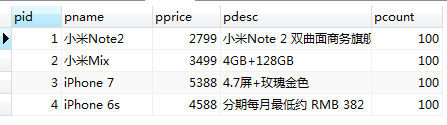 pid pname pprice pdesc pcount
1 小米Note2 2799 小米Note 2 双曲面商务旗舰 100
2 小米Mix 3499 4GB+128GB 100
3 iPhone 7 5388 4.7屏+玫瑰金色 100
4 iPhone 6s 4588 分期每月最低约 RMB 382 100